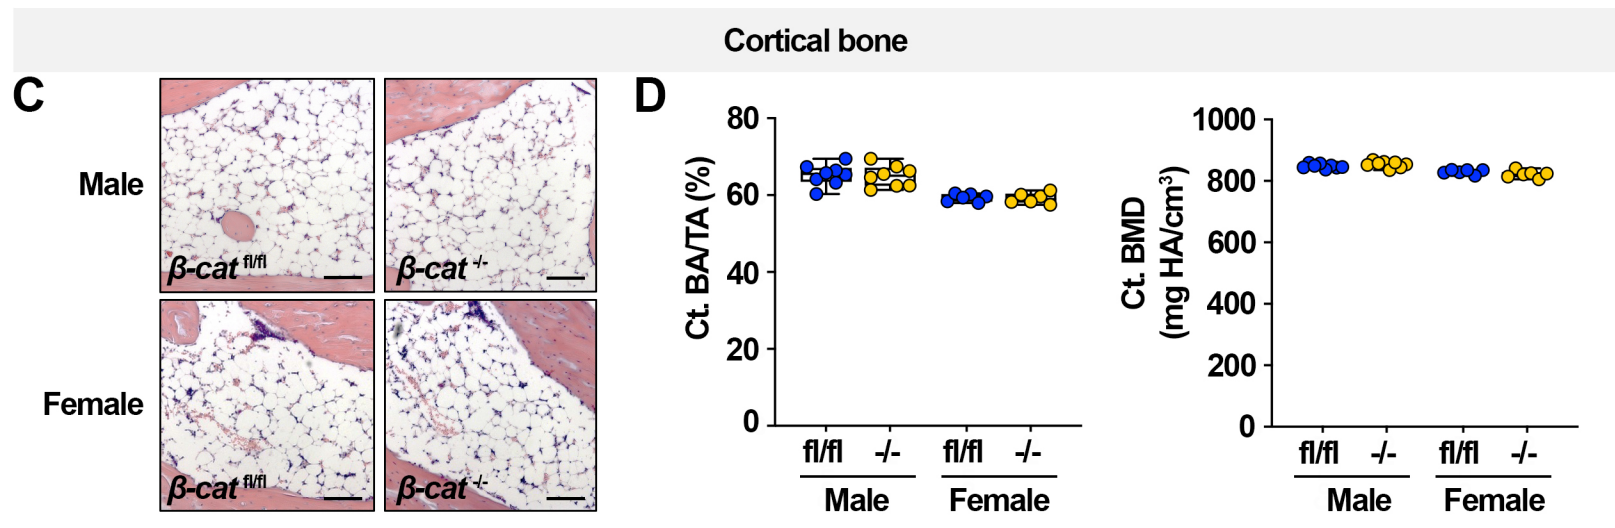 Cortical bone
C
Male
β-cat fl/fl
β-cat -/-
Female
β-cat fl/fl
β-cat -/-
D
Ct. BA/TA (%)
80
60
40
20
0
fl/fl -/- fl/fl -/-
Male Female
Ct. BMD
(mg HA/cm³)
1000
800
600
400
200
0
fl/fl -/- fl/fl -/-
Male Female